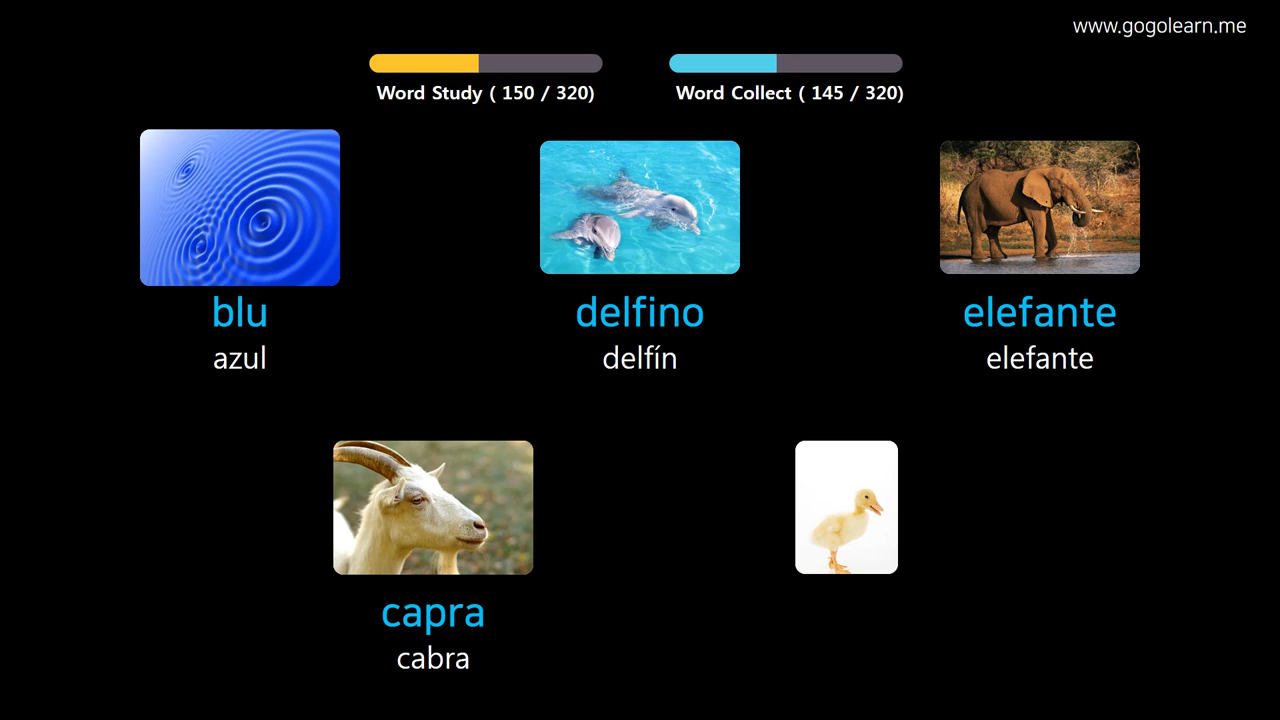 www.gogolearn.me
Word Study ( 150 / 320)
Word Collect ( 145 / 320)
blu
azul
delfino
delfín
elefante
elefante
capra
cabra